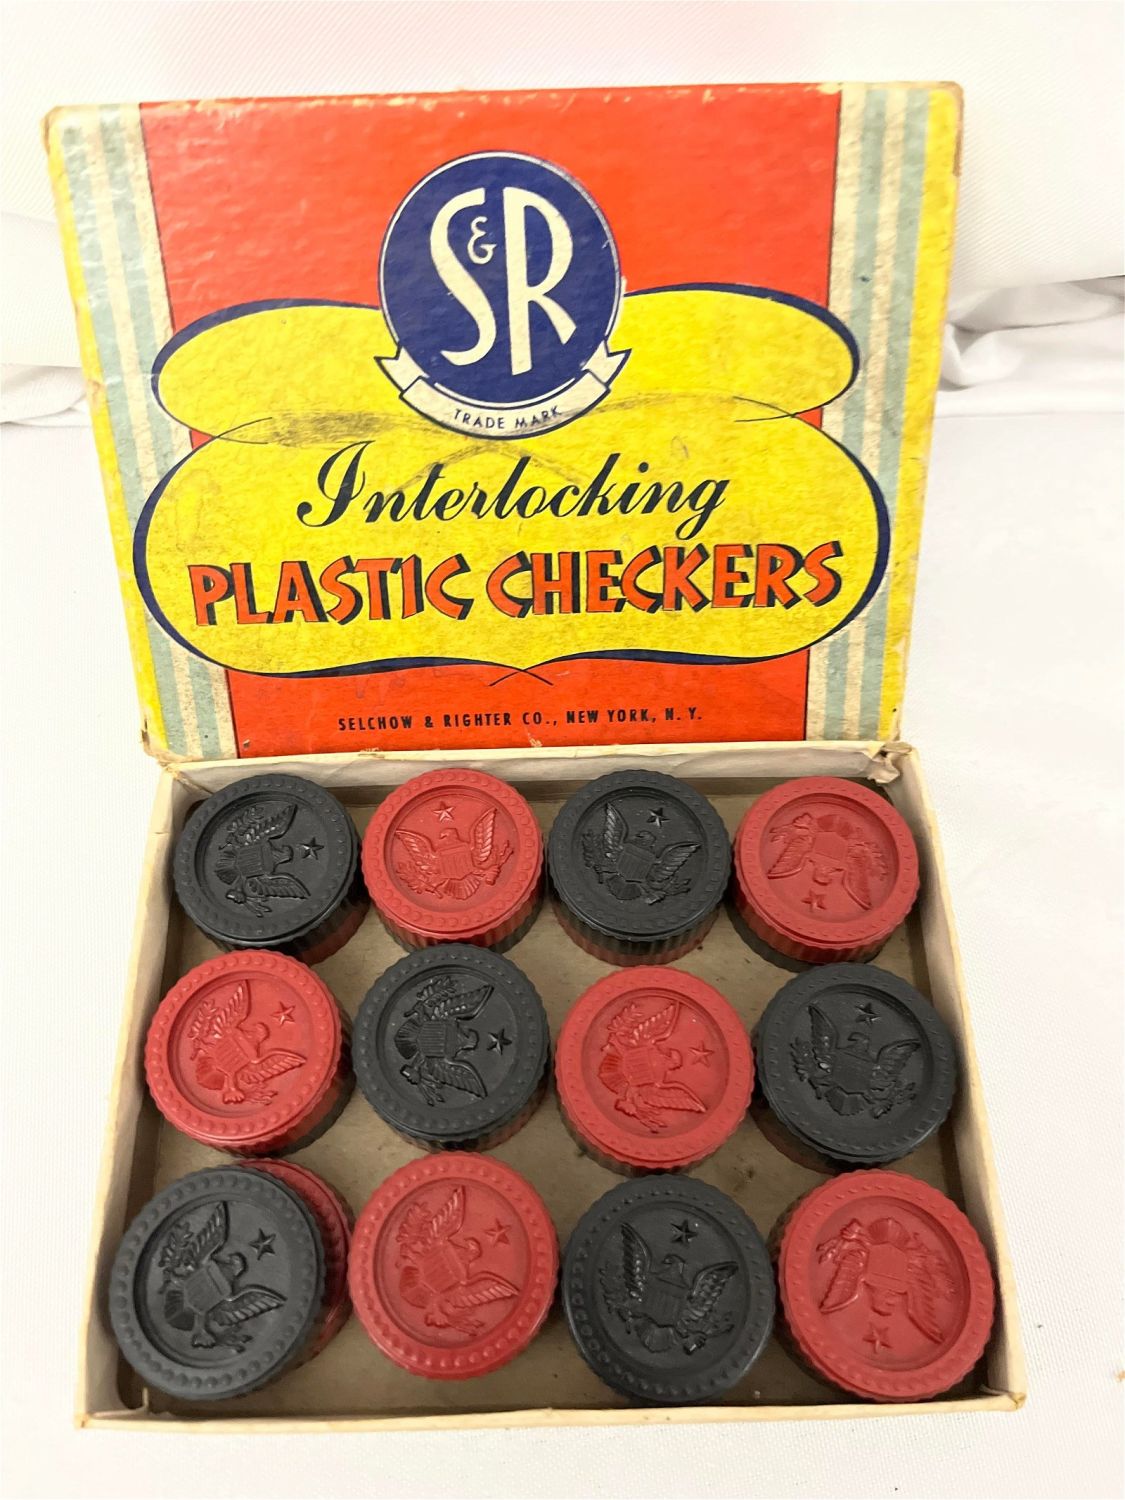 S & R
TRADE MARK
Interlocking
PLASTIC CHECKERS
SELCHOW & RIGHTER CO., NEW YORK, N. Y.